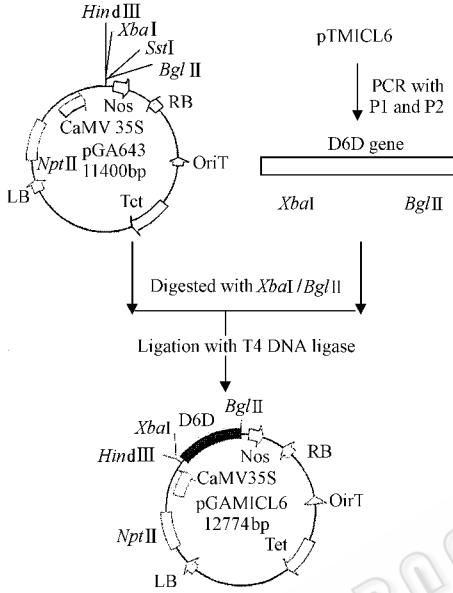 HindIII
XbaI
SstI
BglII
Nos
RB
CaMV 35S
pGA643
11400bp
OriT
NptII
LB
Tct
pTMICL6
PCR with
P1 and P2
D6D gene
XbaI
BglII
Digested with XbaI/BglII
Ligation with T4 DNA ligase
BglII
D6D
XbaI
HindIII
Nos
RB
CaMV35S
pGAMICL6
12774bp
OirT
NptII
Tet
LB